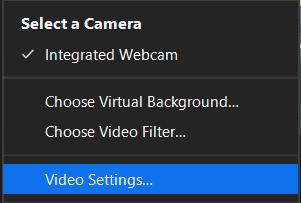 Select a Camera
Integrated Webcam
Choose Virtual Background...
Choose Video Filter...
Video Settings...